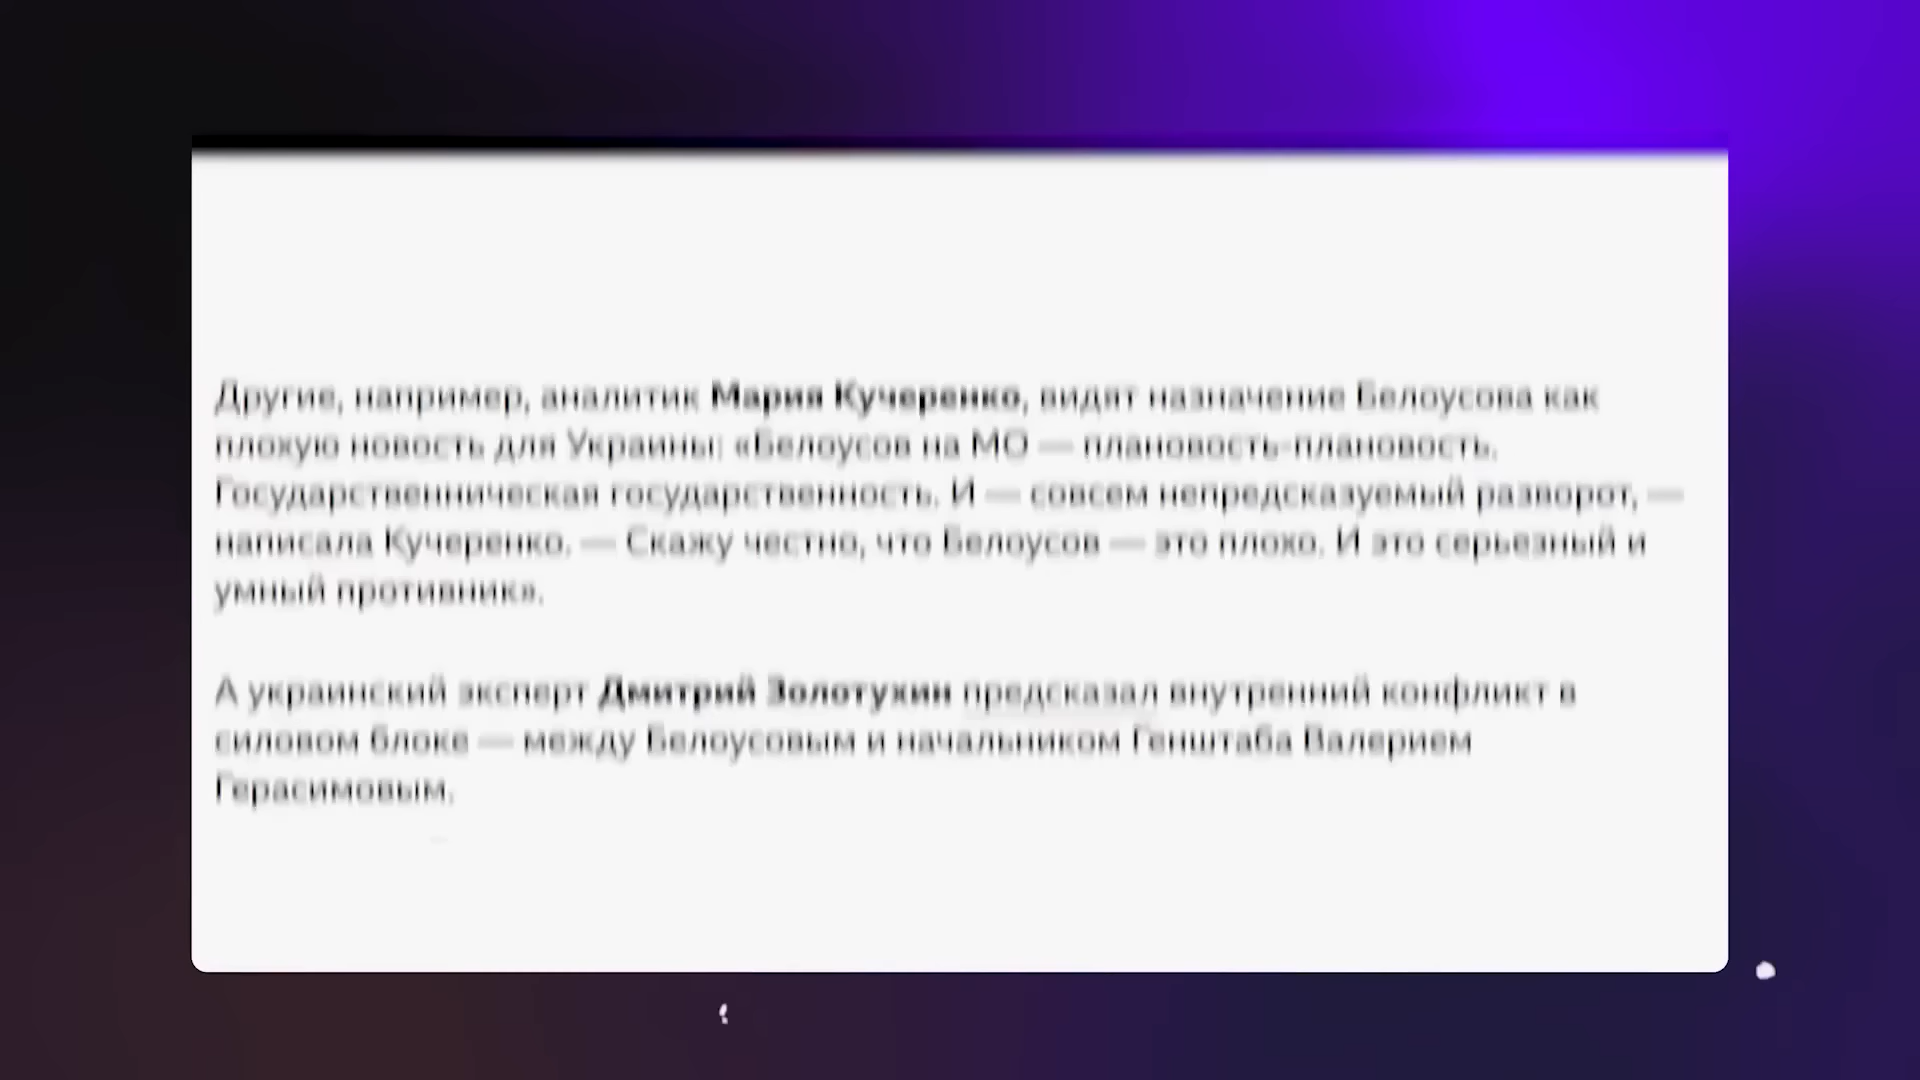 Другие, например, аналитик Мария Кучеренко, видят назначение Белоусова как
плохую новость для Украины: «Белоусов на МО — плановость-плановость.
Государственническая государственность. И — совсем непредсказуемый разворот, —
написала Кучеренко. — Скажу честно, что Белоусов — это плохо. И это серьезный и
умный противник».
А украинский эксперт Дмитрий Золотухин предсказал внутренний конфликт в
силовом блоке — между Белоусовым и начальником Генштаба Валерием
Герасимовым.